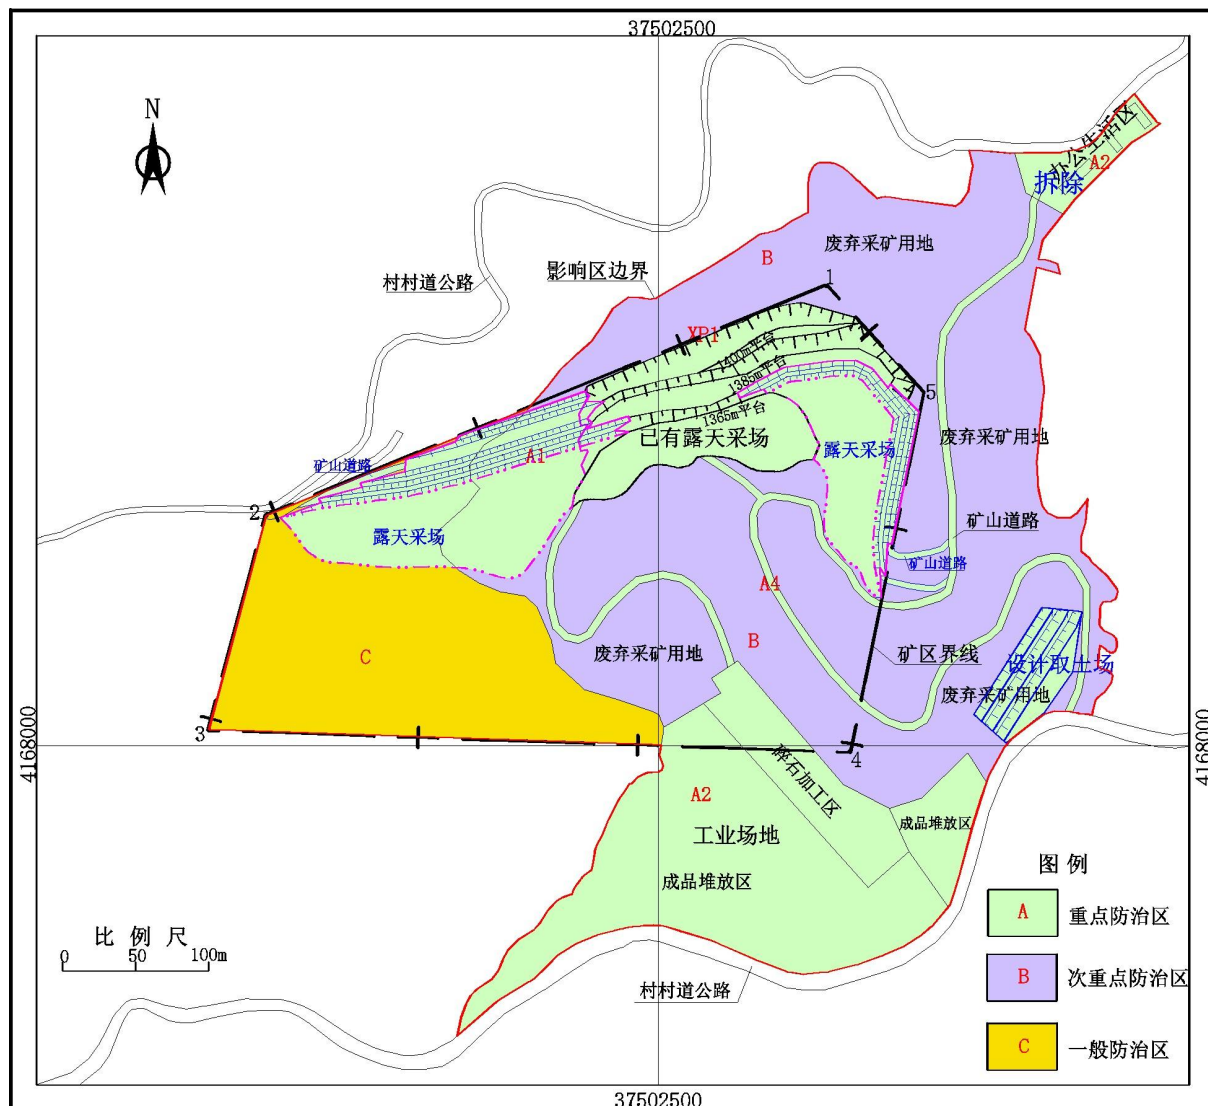 37502500
N
办公生活区
A2
拆除
废弃采矿用地
B
影响区边界
村村道公路
1
XP1
1400m平台
1385m平台
1365m平台
5
已有露天采场
废弃采矿用地
露天采场
A1
矿山道路
2
露天采场
矿山道路
矿山道路
A4
B
C
废弃采矿用地
矿区界线
设计取土场
废弃采矿用地
3
4
4168000
4168000
碎石加工区
A2
工业场地
成品堆放区
成品堆放区
图 例
A
重点防治区
比 例 尺
0 50 100m
B
次重点防治区
村村道公路
C
一般防治区
37502500